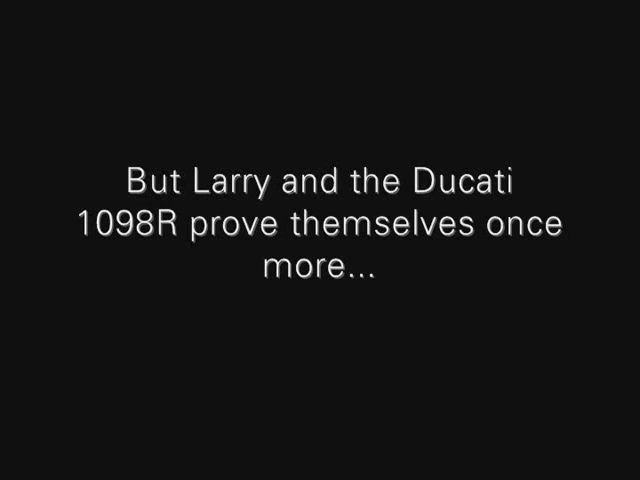 But Larry and the Ducati
1098R prove themselves once
more...